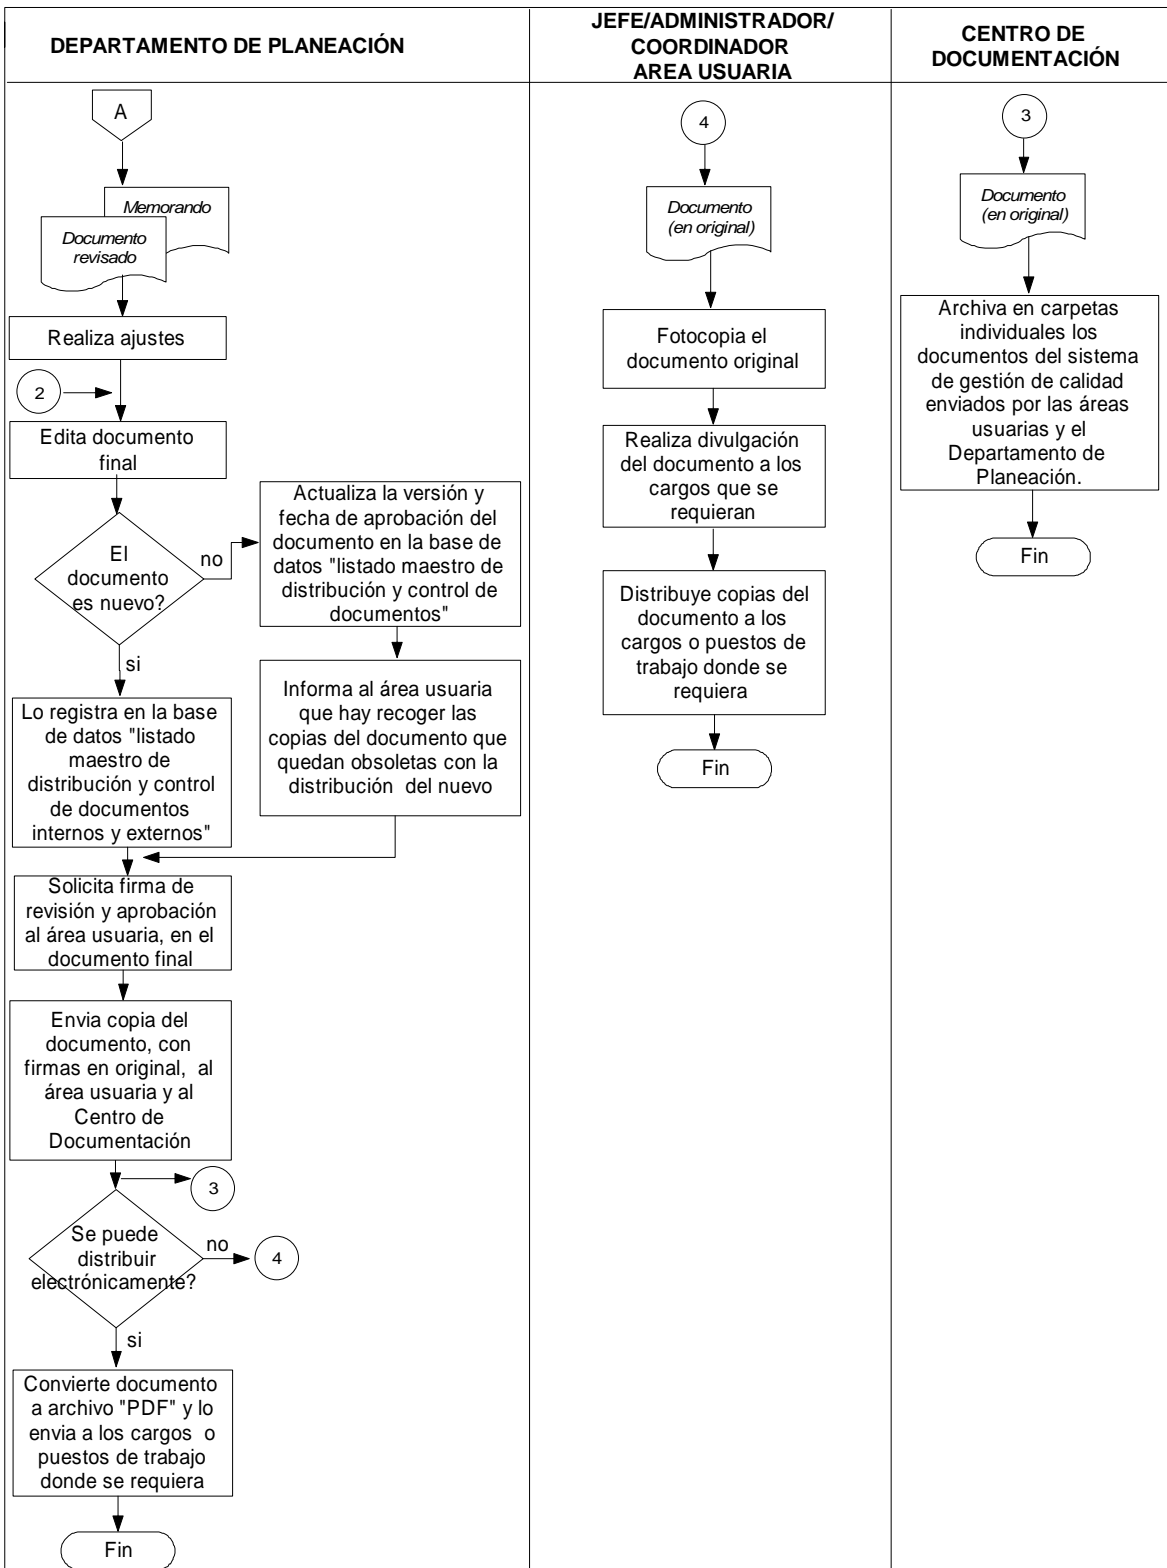 DEPARTAMENTO DE PLANEACIÓN
JEFE/ADMINISTRADOR/
COORDINADOR
AREA USUARIA
CENTRO DE
DOCUMENTACIÓN
A
Memorando
Documento
revisado
Realiza ajustes
2
Edita documento
final
El
documento
es nuevo?
no
si
Actualiza la versión y
fecha de aprobación del
documento en la base de
datos "listado maestro de
distribución y control de
documentos"
Informa al área usuaria
que hay recoger las
copias del documento que
quedan obsoletas con la
distribución del nuevo
Lo registra en la base
de datos "listado
maestro de
distribución y control
de documentos
internos y externos"
Solicita firma de
revisión y aprobación
al área usuaria, en el
documento final
Envia copia del
documento, con
firmas en original, al
área usuaria y al
Centro de
Documentación
3
Se puede
distribuir
electrónicamente?
no
4
si
Convierte documento
a archivo "PDF" y lo
envia a los cargos o
puestos de trabajo
donde se requiera
Fin
4
Documento
(en original)
Fotocopia el
documento original
Realiza divulgación
del documento a los
cargos que se
requieran
Distribuye copias del
documento a los
cargos o puestos de
trabajo donde se
requiera
Fin
3
Documento
(en original)
Archiva en carpetas
individuales los
documentos del sistema
de gestión de calidad
enviados por las áreas
usuarias y el
Departamento de
Planeación.
Fin